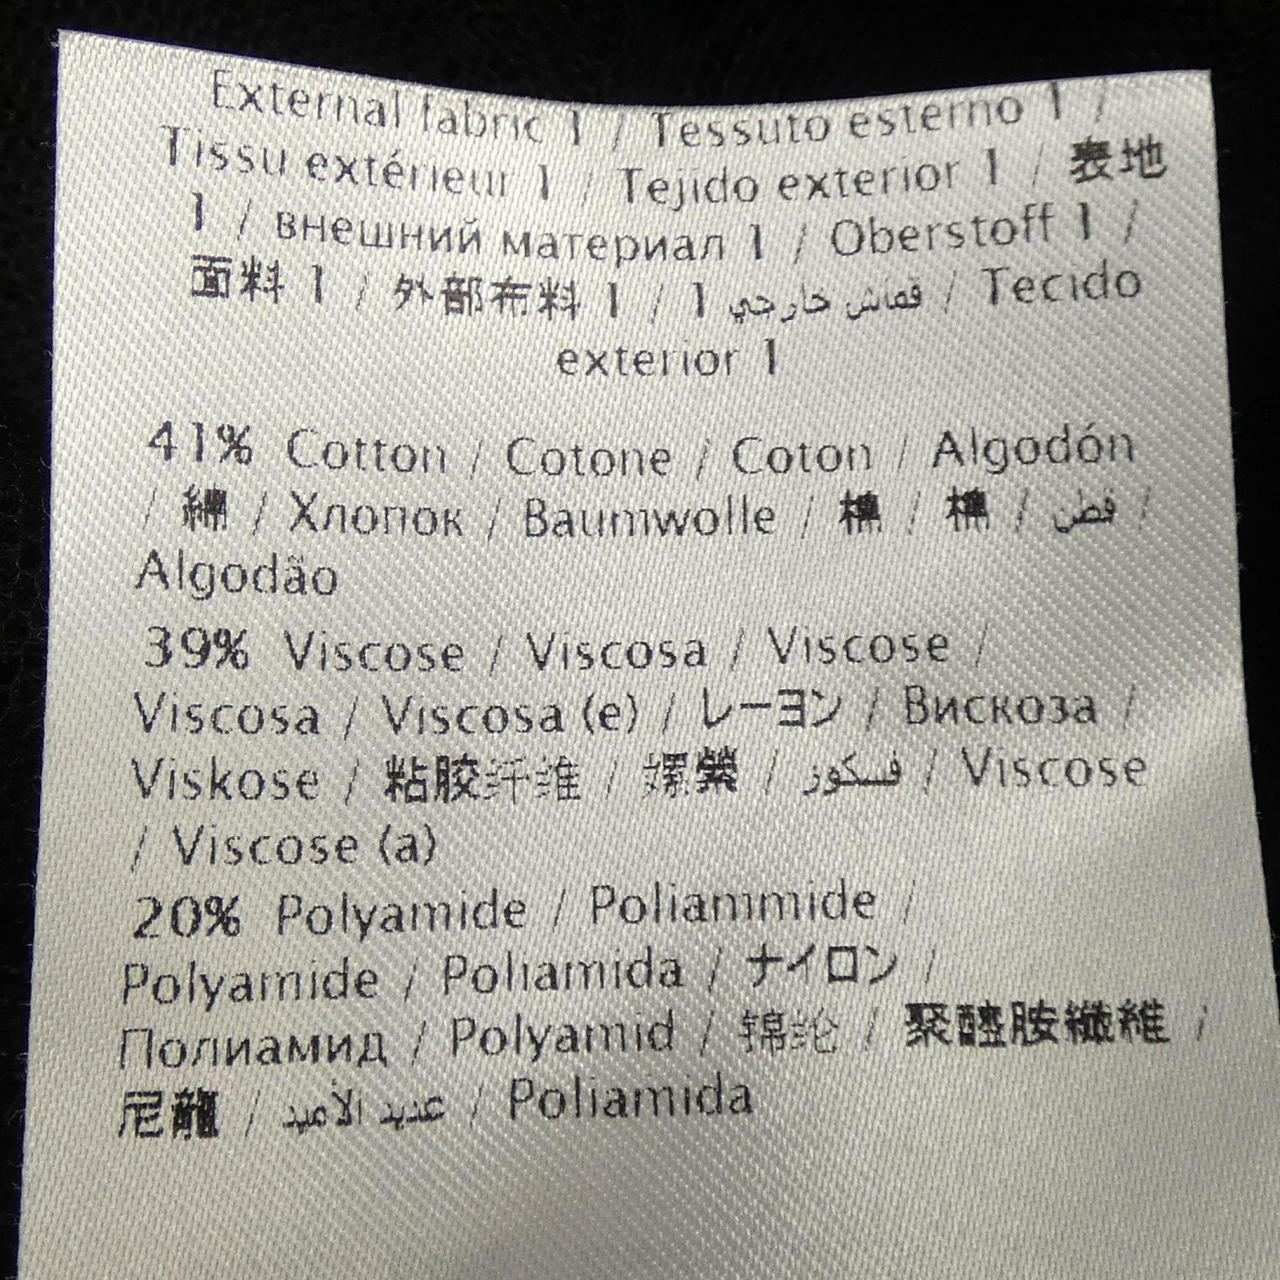 External fabric 1 / Tessuto esterno 1 /
Tissu extérieur 1 / Tejido exterior 1 / 表地
1 / внешний материал 1 / Oberstoff 1 /
面料 1 / 外部布料 1 / 1 قماش خارجي / Tecido
exterior 1
41% Cotton / Cotone / Coton / Algodón
/ 綿 / Хлопок / Baumwolle / 棉 / 棉 / قطن /
Algodão
39% Viscose / Viscosa / Viscose /
Viscosa / Viscosa (e) / レーヨン / Вискоза /
Viskose / 粘胶纤维 / 嫘縈 / فسكوز / Viscose
/ Viscose (a)
20% Polyamide / Poliammide /
Polyamide / Poliamida / ナイロン /
Полиамид / Polyamid / 锦纶 / 聚醯胺纖維 /
尼龍 / عديد الأميد / Poliamida